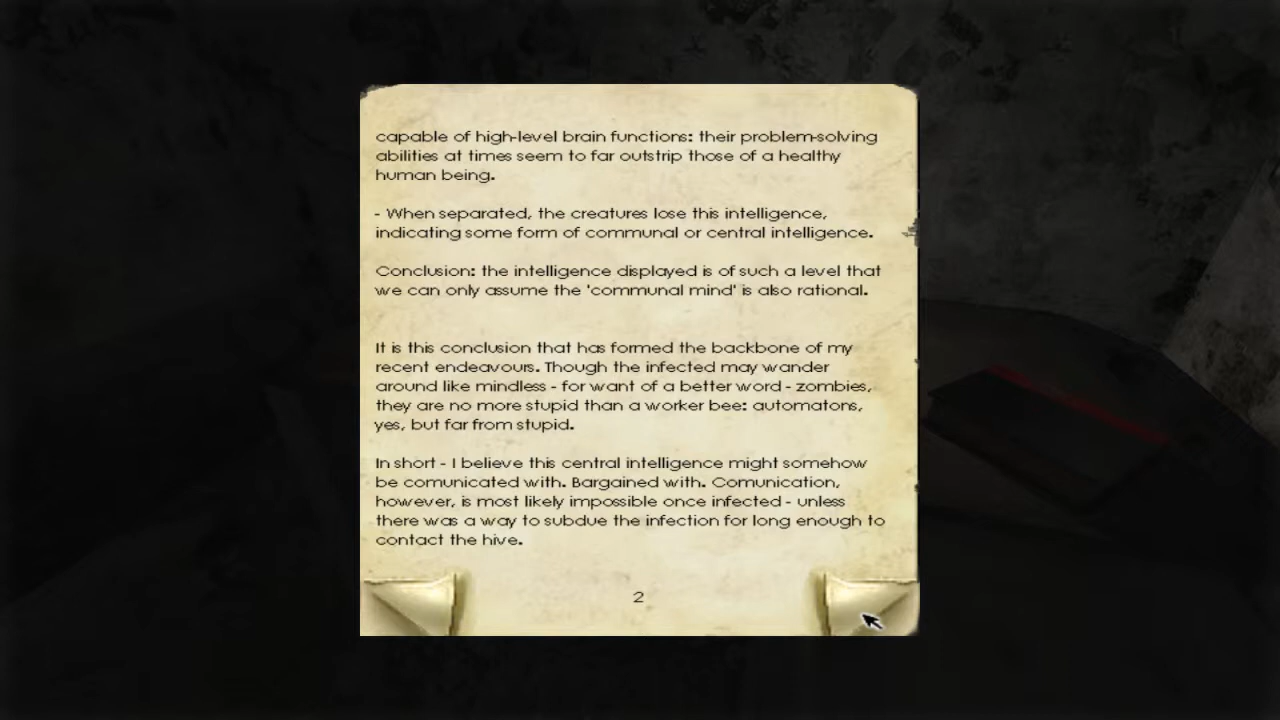 capable of high-level brain functions: their problem-solving
abilities at times seem to far outstrip those of a healthy
human being.
- When separated, the creatures lose this intelligence,
indicating some form of communal or central intelligence.
Conclusion: the intelligence displayed is of such a level that
we can only assume the 'communal mind' is also rational.
It is this conclusion that has formed the backbone of my
recent endeavours. Though the infected may wander
around like mindless - for want of a better word - zombies,
they are no more stupid than a worker bee: automatons,
yes, but far from stupid.
In short - I believe this central intelligence might somehow
be comunicated with. Bargained with. Comunication,
however, is most likely impossible once infected - unless
there was a way to subdue the infection for long enough to
contact the hive.
2